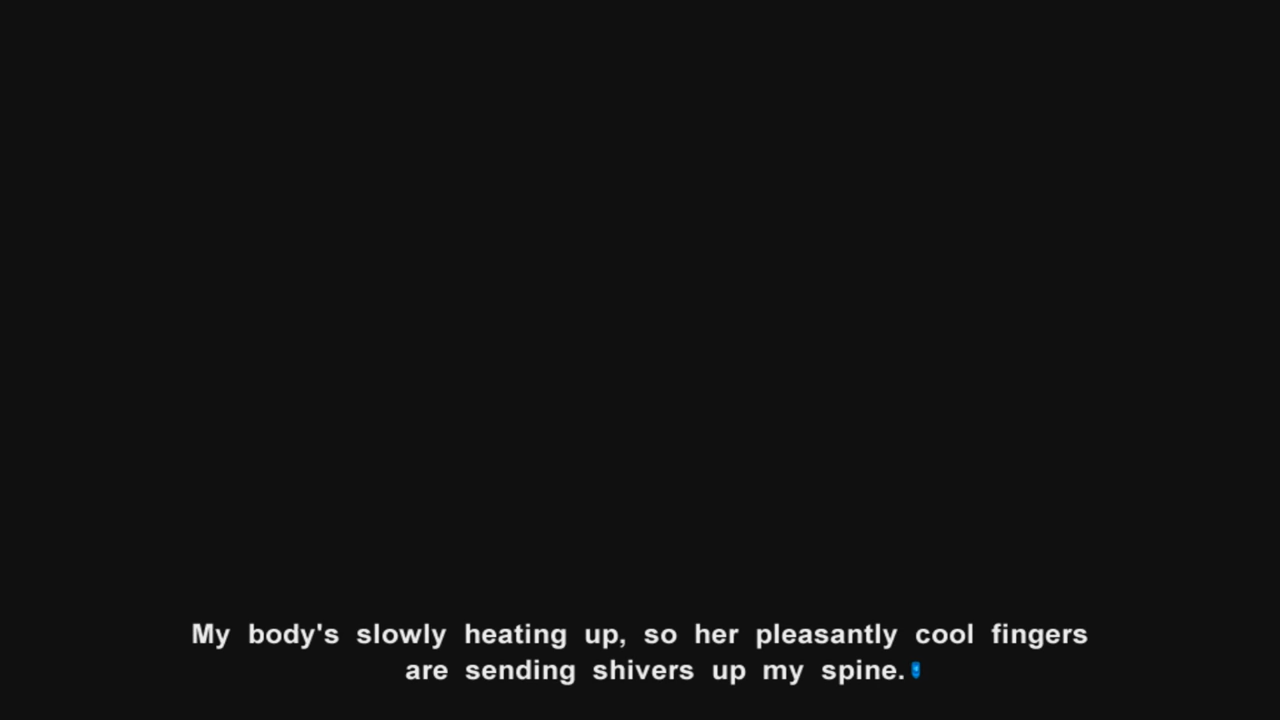 My body's slowly heating up, so her pleasantly cool fingers
are sending shivers up my spine.